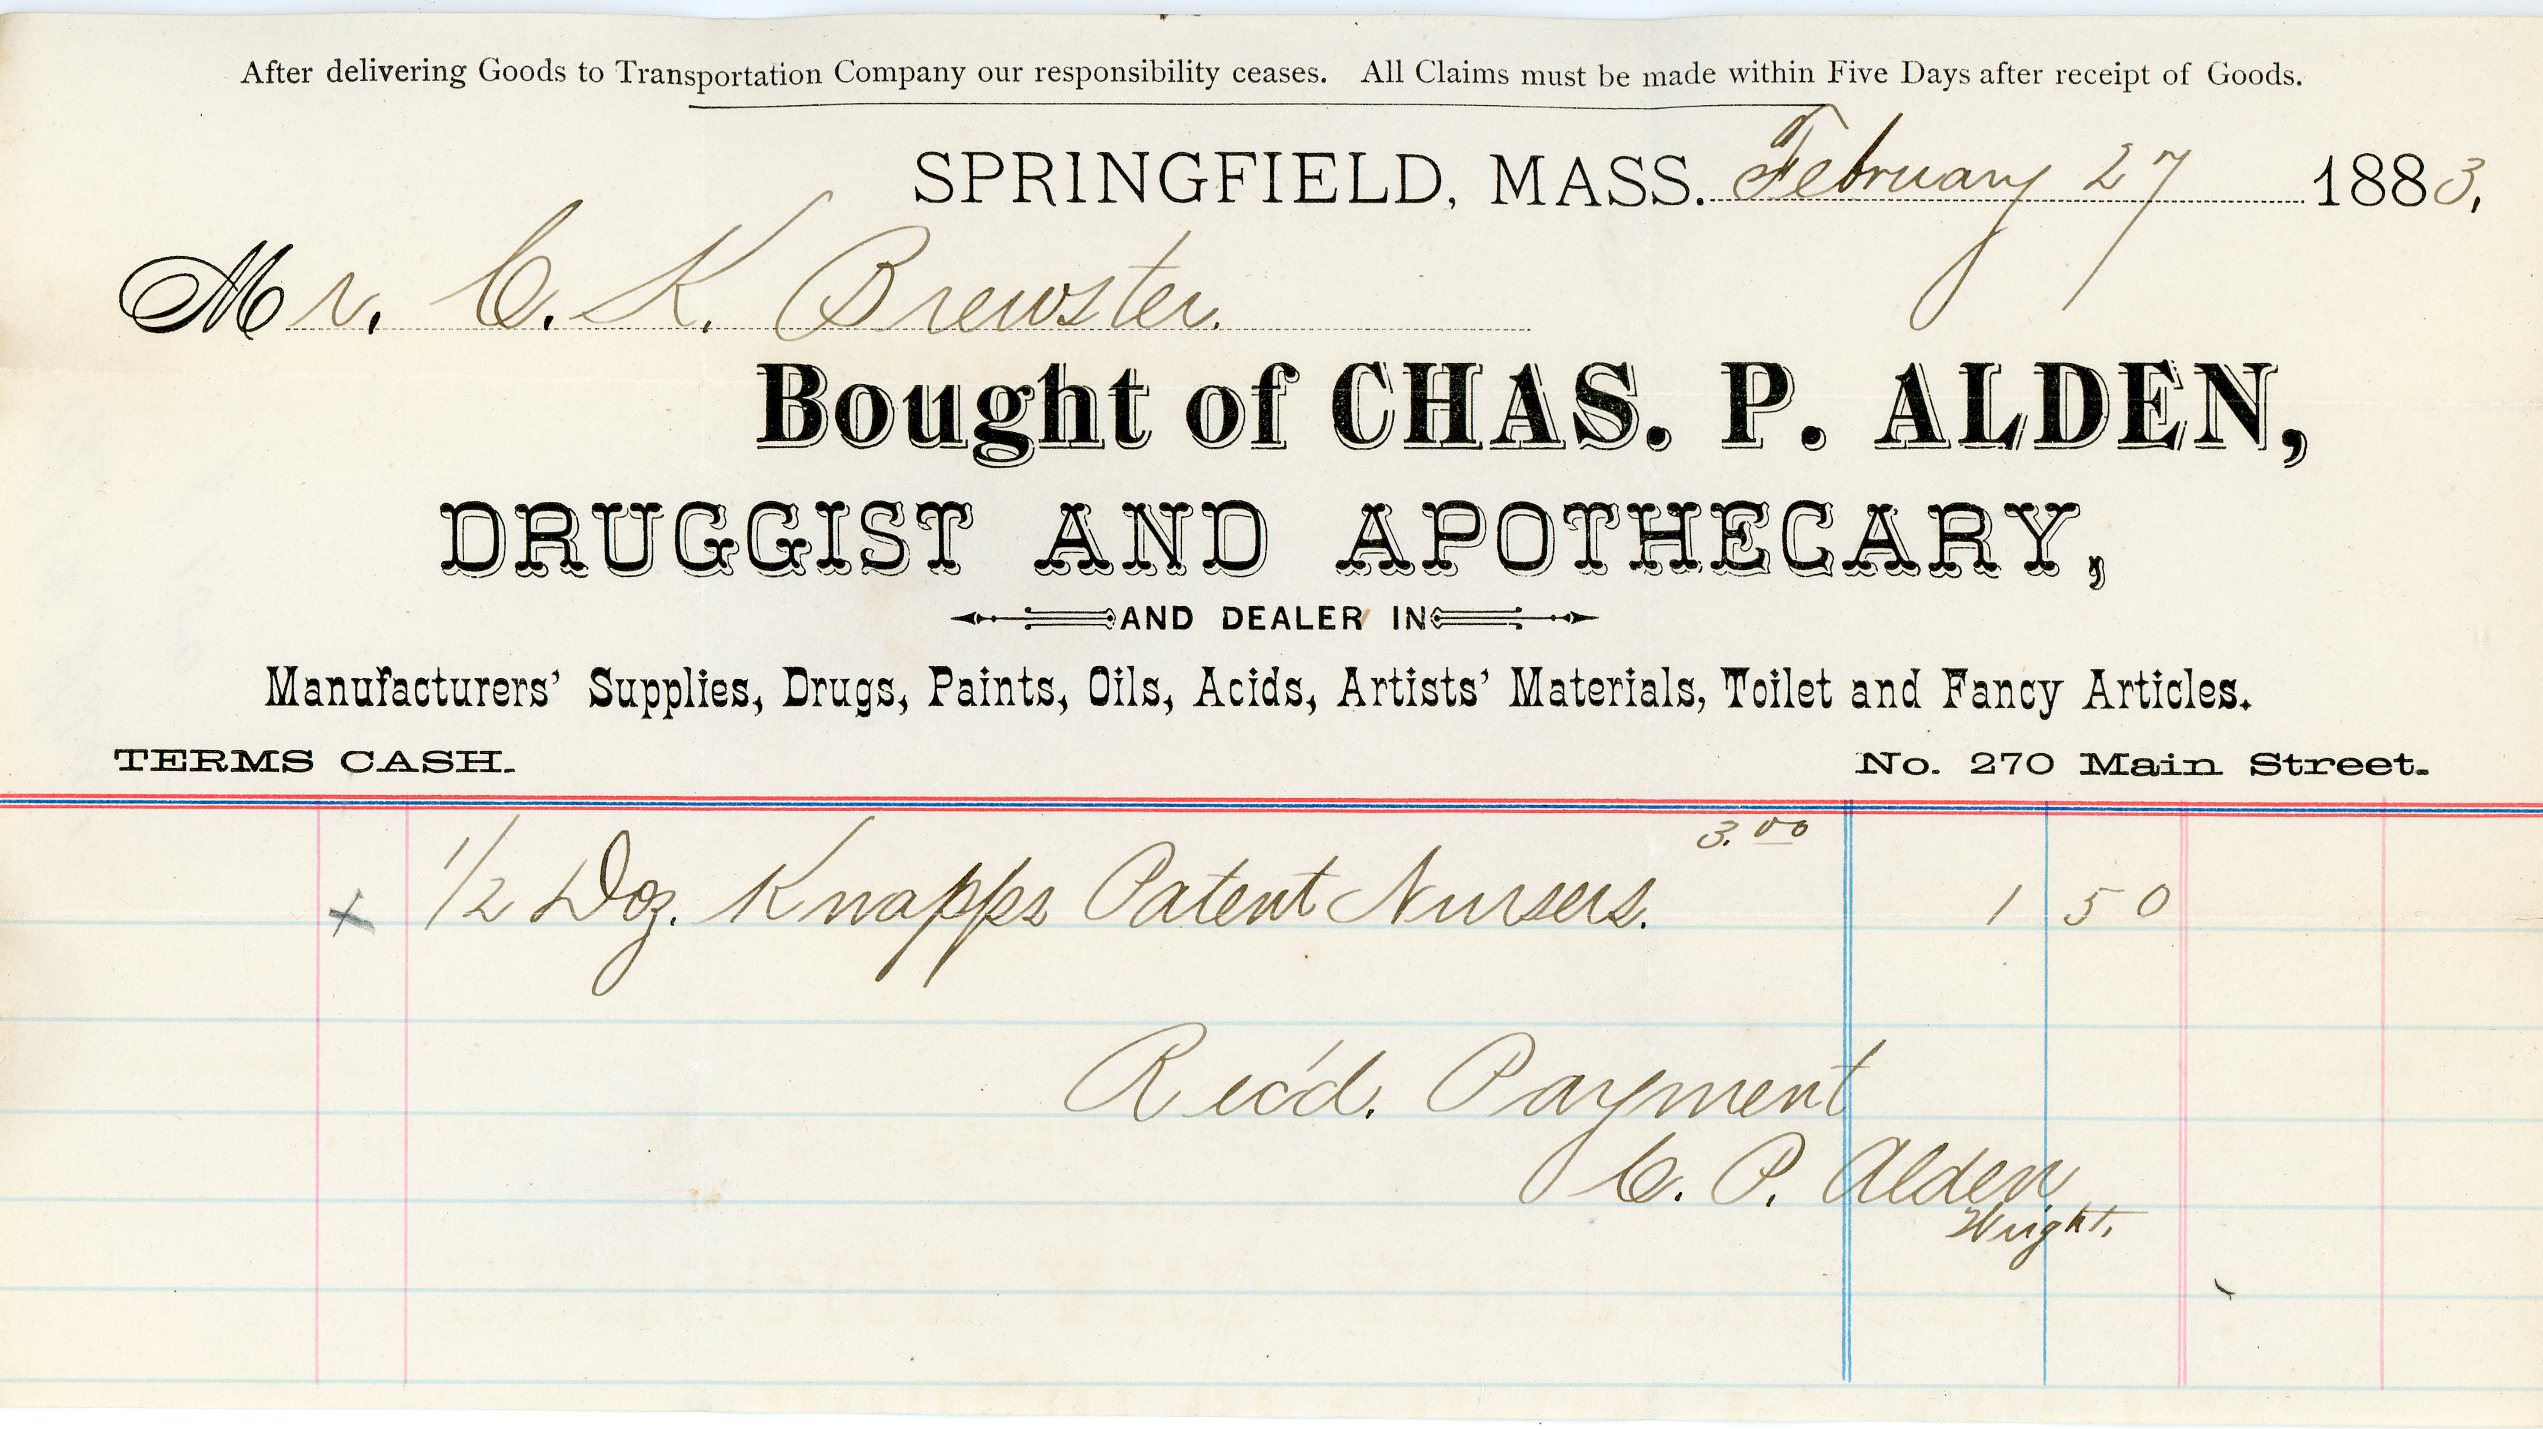 After delivering Goods to Transportation Company our responsibility ceases. All Claims must be made within Five Days after receipt of Goods.
SPRINGFIELD, MASS. February 27 1883.
Mr. C. K. Brewster.
Bought of CHAS. P. ALDEN,
DRUGGIST AND APOTHECARY,
AND DEALER IN
Manufacturers' Supplies, Drugs, Paints, Oils, Acids, Artists' Materials, Toilet and Fancy Articles.
TERMS CASH. No. 270 Main Street.
x 1/2 Doz. Knapps Patent Nursers. 3.00 1 50
Rec'd. Payment
C. P. Alden
Wright.